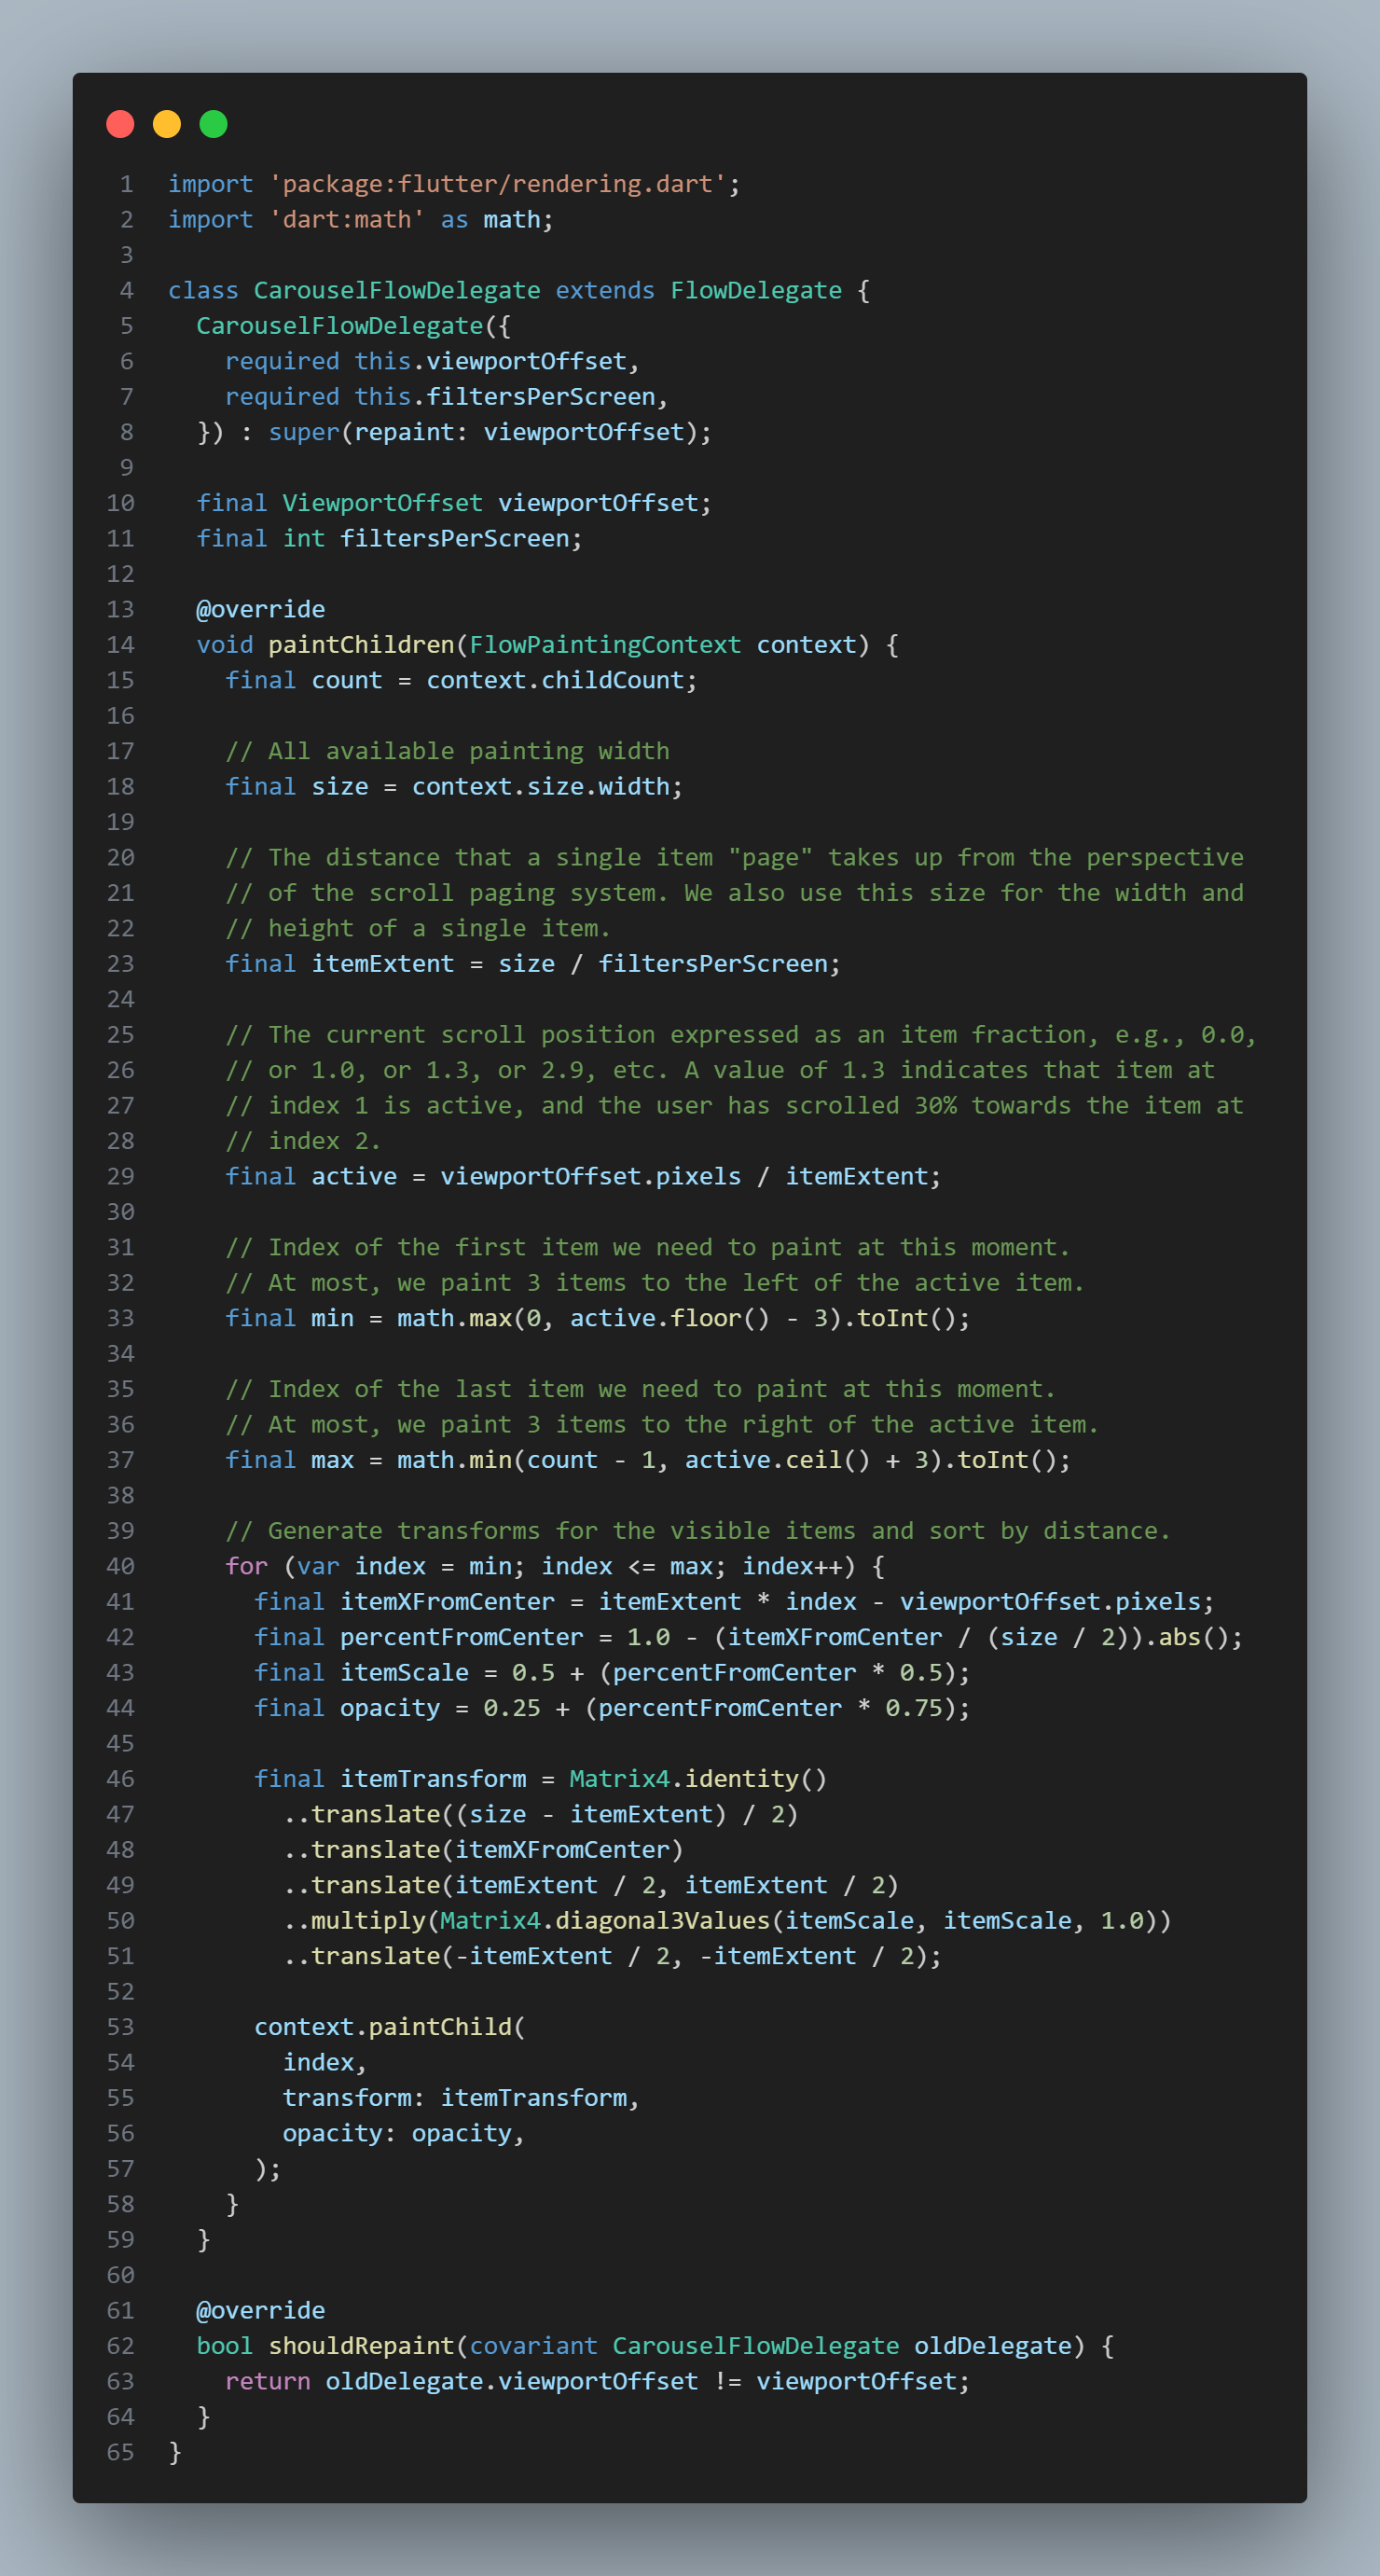 1 import 'package:flutter/rendering.dart';
2 import 'dart:math' as math;
3
4 class CarouselFlowDelegate extends FlowDelegate {
5   CarouselFlowDelegate({
6     required this.viewportOffset,
7     required this.filtersPerScreen,
8   }) : super(repaint: viewportOffset);
9
10   final ViewportOffset viewportOffset;
11   final int filtersPerScreen;
12
13   @override
14   void paintChildren(FlowPaintingContext context) {
15     final count = context.childCount;
16
17     // All available painting width
18     final size = context.size.width;
19
20     // The distance that a single item "page" takes up from the perspective
21     // of the scroll paging system. We also use this size for the width and
22     // height of a single item.
23     final itemExtent = size / filtersPerScreen;
24
25     // The current scroll position expressed as an item fraction, e.g., 0.0,
26     // or 1.0, or 1.3, or 2.9, etc. A value of 1.3 indicates that item at
27     // index 1 is active, and the user has scrolled 30% towards the item at
28     // index 2.
29     final active = viewportOffset.pixels / itemExtent;
30
31     // Index of the first item we need to paint at this moment.
32     // At most, we paint 3 items to the left of the active item.
33     final min = math.max(0, active.floor() - 3).toInt();
34
35     // Index of the last item we need to paint at this moment.
36     // At most, we paint 3 items to the right of the active item.
37     final max = math.min(count - 1, active.ceil() + 3).toInt();
38
39     // Generate transforms for the visible items and sort by distance.
40     for (var index = min; index <= max; index++) {
41       final itemXFromCenter = itemExtent * index - viewportOffset.pixels;
42       final percentFromCenter = 1.0 - (itemXFromCenter / (size / 2)).abs();
43       final itemScale = 0.5 + (percentFromCenter * 0.5);
44       final opacity = 0.25 + (percentFromCenter * 0.75);
45
46       final itemTransform = Matrix4.identity()
47         ..translate((size - itemExtent) / 2)
48         ..translate(itemXFromCenter)
49         ..translate(itemExtent / 2, itemExtent / 2)
50         ..multiply(Matrix4.diagonal3Values(itemScale, itemScale, 1.0))
51         ..translate(-itemExtent / 2, -itemExtent / 2);
52
53       context.paintChild(
54         index,
55         transform: itemTransform,
56         opacity: opacity,
57       );
58     }
59   }
60
61   @override
62   bool shouldRepaint(covariant CarouselFlowDelegate oldDelegate) {
63     return oldDelegate.viewportOffset != viewportOffset;
64   }
65 }